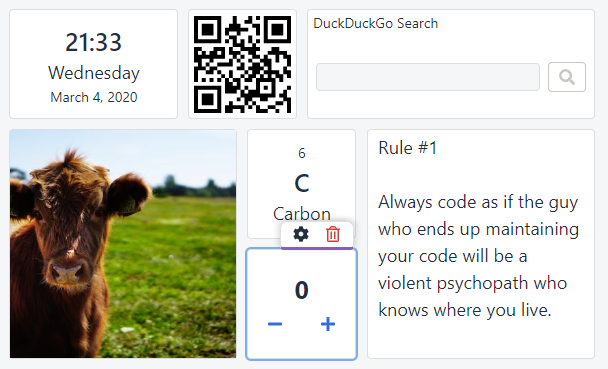 21:33
Wednesday
March 4, 2020
DuckDuckGo Search
6
C
Carbon
0
Rule #1
Always code as if the guy
who ends up maintaining
your code will be a
violent psychopath who
knows where you live.